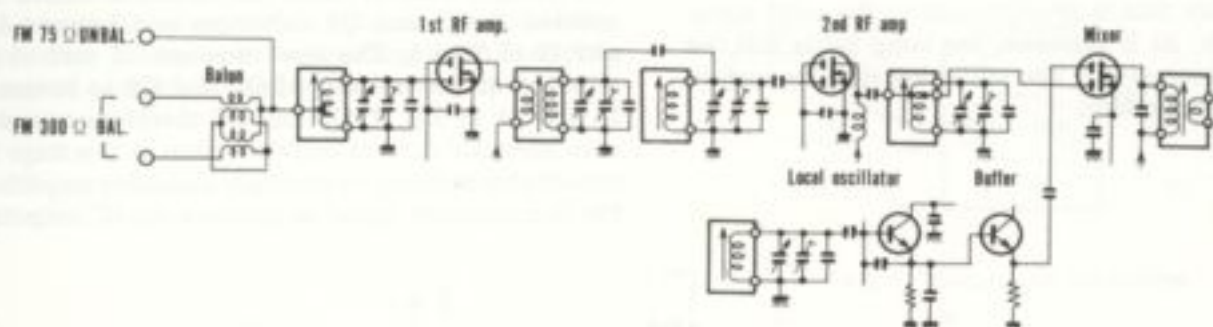 FM 75 Ω UNBAL.
1st RF amp.
2nd RF amp
Mixer
Balun
FM 300 Ω BAL.
Local oscillator
Buffer